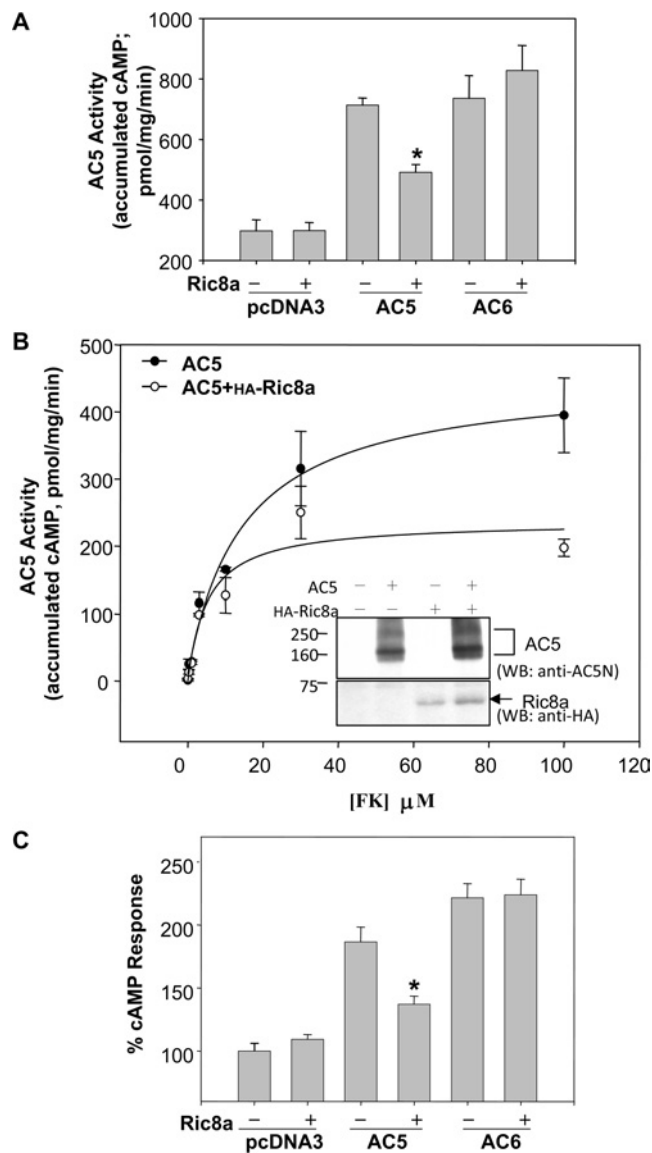 A
AC5 Activity
(accumulated cAMP;
pmol/mg/min)
1000
800
600
400
200
*
Ric8a − + − + − +
pcDNA3 AC5 AC6
B
AC5 Activity
(accumulated cAMP, pmol/mg/min)
500
400
300
200
100
0
AC5
AC5+HA-Ric8a
AC5 − + − +
HA-Ric8a − − + +
250
160
AC5
(WB: anti-AC5N)
75
Ric8a
(WB: anti-HA)
0 20 40 60 80 100 120
[FK] μM
C
% cAMP Response
250
200
150
100
*
Ric8a − + − + − +
pcDNA3 AC5 AC6